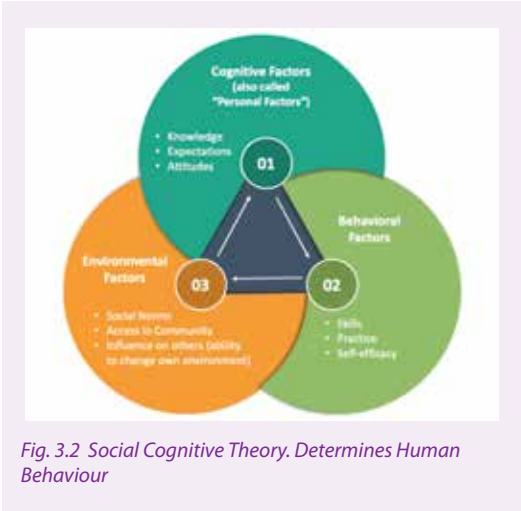 Cognitive Factors
(also called
"Personal Factors")
• Knowledge
• Expectations
• Attitudes
01
Behavioral
Factors
02
• Skills
• Practice
• Self-efficacy
Environmental
Factors
03
• Social Norms
• Access in Community
• Influence on others (ability
to change own environment)
Fig. 3.2 Social Cognitive Theory. Determines Human
Behaviour